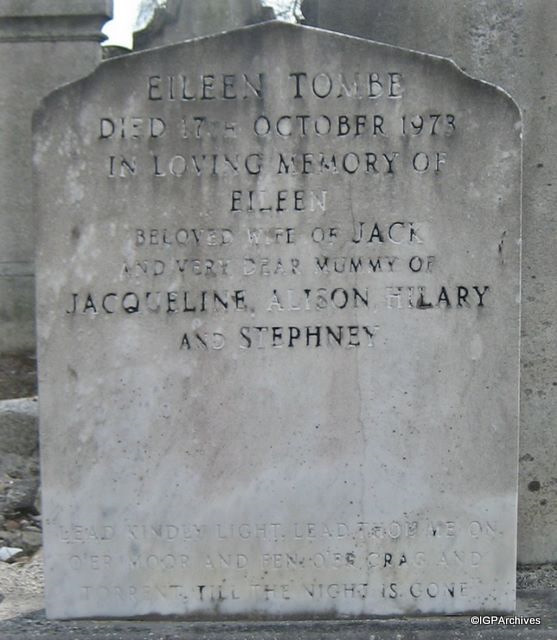 EILEEN TOMBE
DIED 17TH OCTOBER 1973
IN LOVING MEMORY OF
EILEEN
BELOVED WIFE OF JACK
AND VERY DEAR MUMMY OF
JACQUELINE, ALISON, HILARY
AND STEPHNEY
LEAD KINDLY LIGHT, LEAD THOU ME ON
O'ER MOOR AND FEN, O'ER CRAG AND
TORRENT, TILL THE NIGHT IS GONE
©IGPArchives